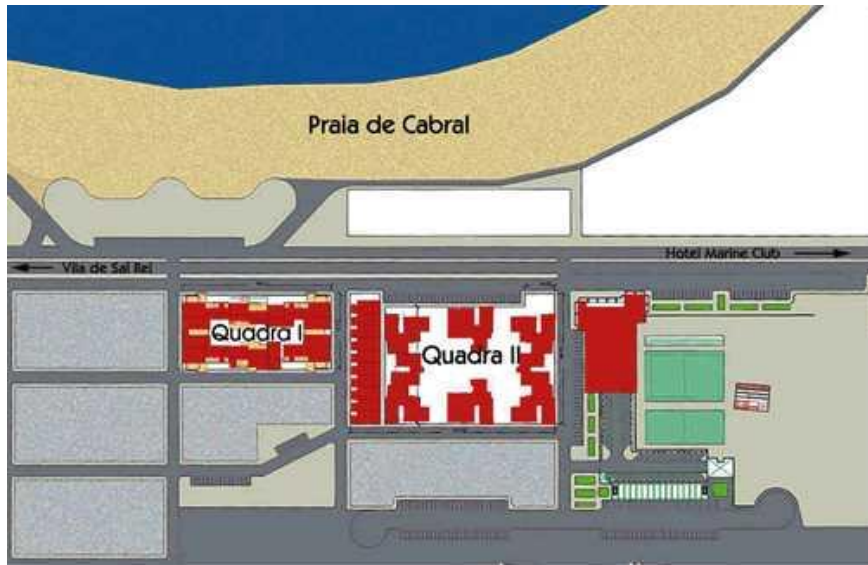 Praia de Cabral
Hotel Marine Club
Vila de Sal Rei
Quadra I
Quadra II